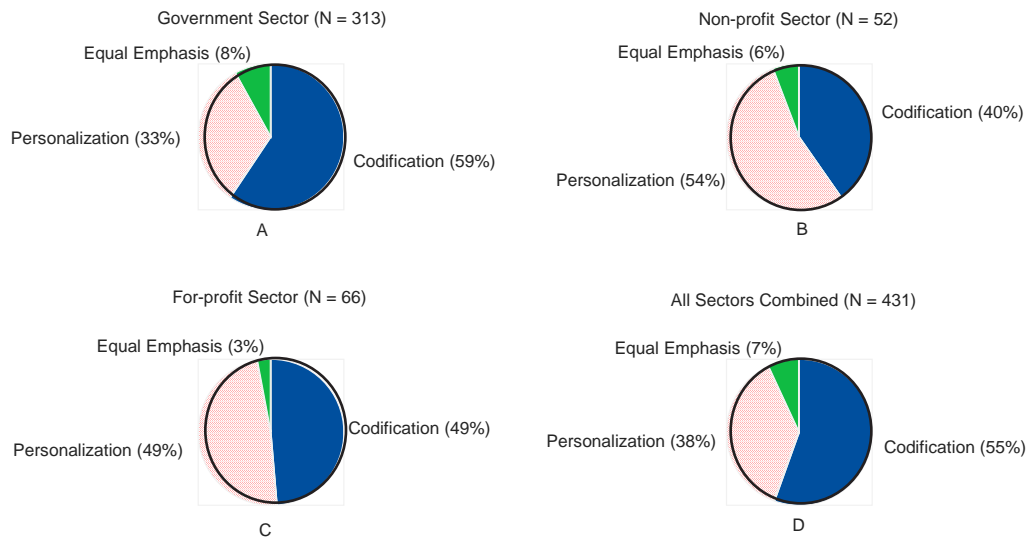 Government Sector (N = 313)
Equal Emphasis (8%)
Personalization (33%)
Codification (59%)
A
Non-profit Sector (N = 52)
Equal Emphasis (6%)
Codification (40%)
Personalization (54%)
B
For-profit Sector (N = 66)
Equal Emphasis (3%)
Codification (49%)
Personalization (49%)
C
All Sectors Combined (N = 431)
Equal Emphasis (7%)
Personalization (38%)
Codification (55%)
D